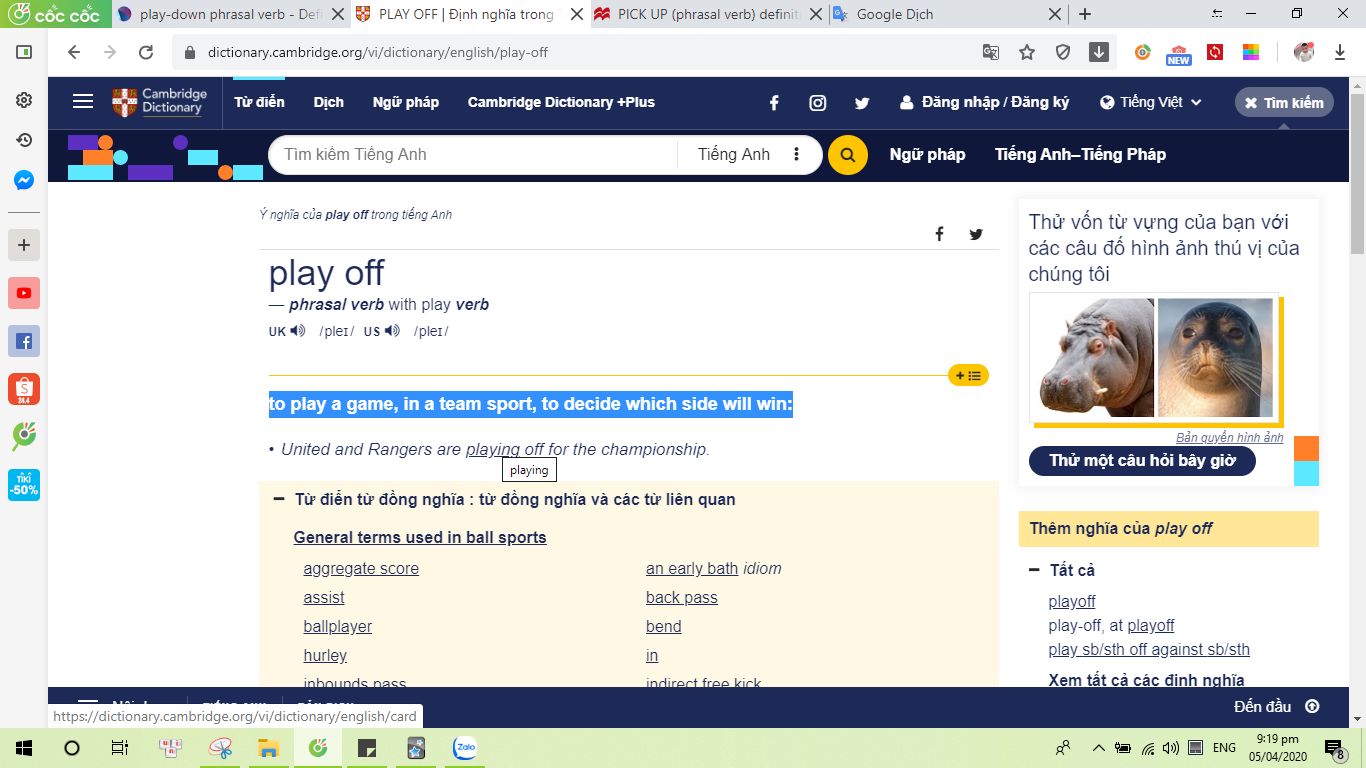 cốc cốc
play-down phrasal verb - Defi
PLAY OFF | Định nghĩa trong T
PICK UP (phrasal verb) definiti
Google Dịch
dictionary.cambridge.org/vi/dictionary/english/play-off
NEW
Cambridge Dictionary
Từ điển
Dịch
Ngữ pháp
Cambridge Dictionary +Plus
Đăng nhập / Đăng ký
Tiếng Việt
Tìm kiếm
Tìm kiếm Tiếng Anh
Tiếng Anh
Ngữ pháp
Tiếng Anh–Tiếng Pháp
Ý nghĩa của play off trong tiếng Anh
play off
— phrasal verb with play verb
UK /pleɪ/ US /pleɪ/
to play a game, in a team sport, to decide which side will win:
• United and Rangers are playing off for the championship.
playing
Từ điển từ đồng nghĩa : từ đồng nghĩa và các từ liên quan
General terms used in ball sports
aggregate score
an early bath idiom
assist
back pass
ballplayer
bend
hurley
in
inbounds pass
indirect free kick
Thử vốn từ vựng của bạn với
các câu đố hình ảnh thú vị của
chúng tôi
Bản quyền hình ảnh
Thử một câu hỏi bây giờ
Thêm nghĩa của play off
Tất cả
playoff
play-off, at playoff
play sb/sth off against sb/sth
Xem tất cả các định nghĩa
Đến đầu
S
24.4
TIKI
-50%
https://dictionary.cambridge.org/vi/dictionary/english/card
Zalo
ENG
9:19 pm
05/04/2020
8